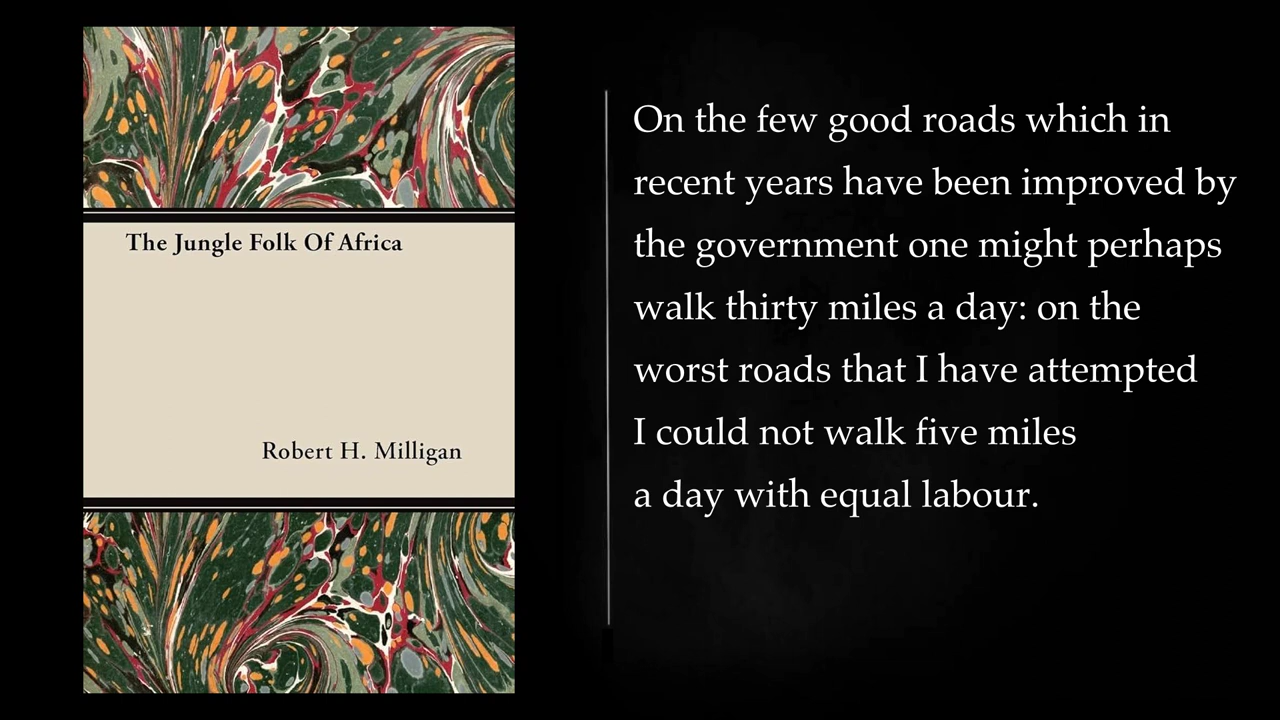 The Jungle Folk Of Africa
Robert H. Milligan
On the few good roads which in
recent years have been improved by
the government one might perhaps
walk thirty miles a day: on the
worst roads that I have attempted
I could not walk five miles
a day with equal labour.